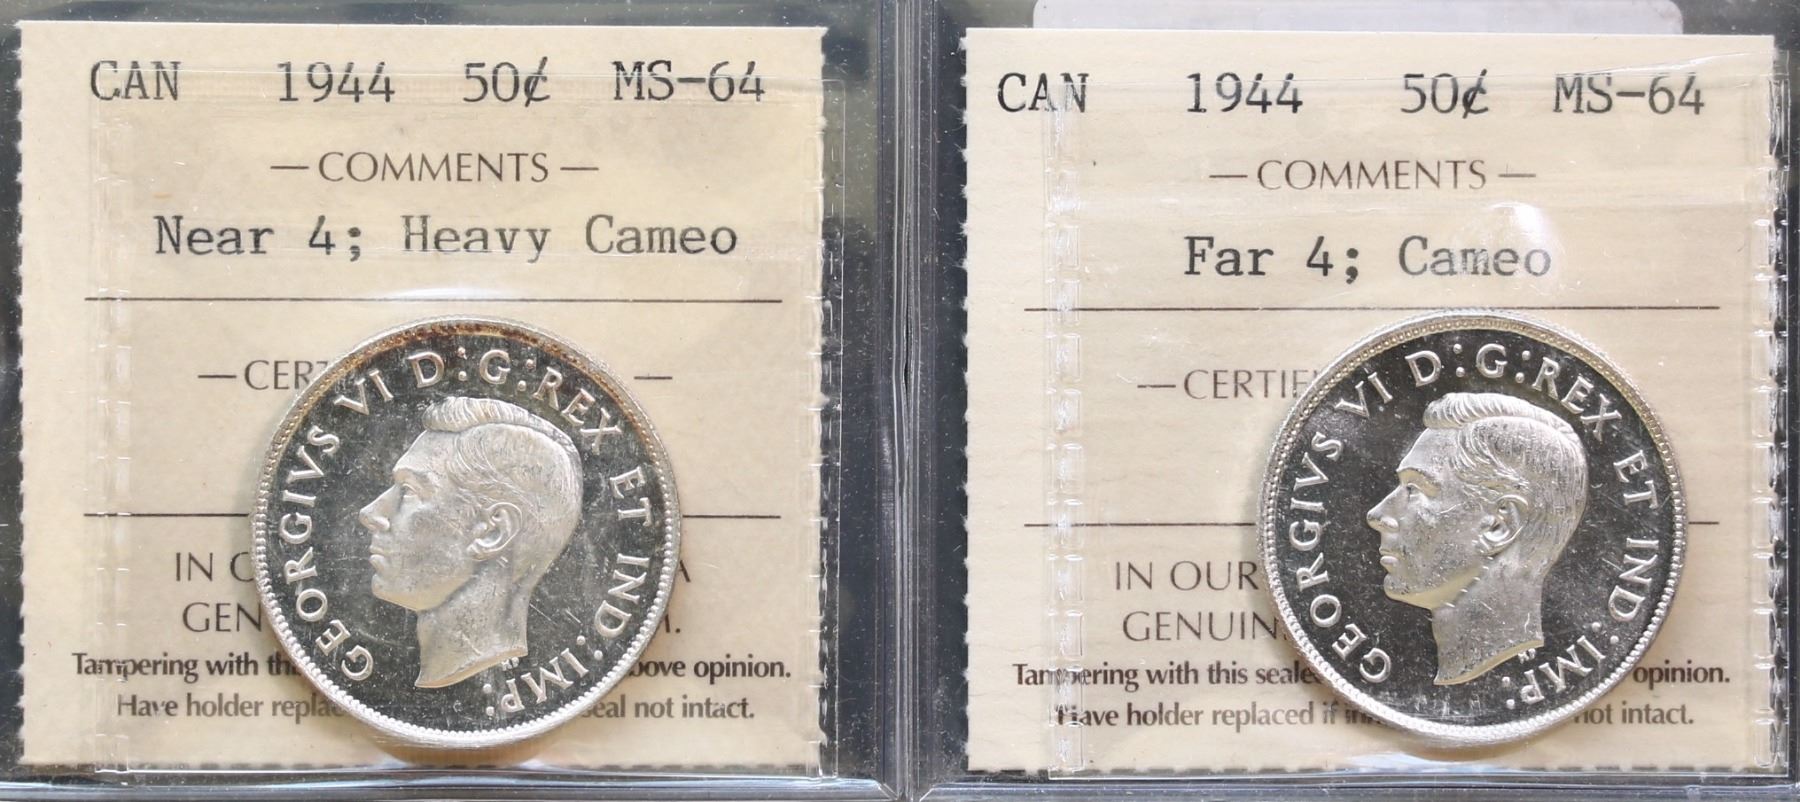 CAN 1944 50¢ MS-64
— COMMENTS —
Near 4; Heavy Cameo
— CER —
IN
GEN
Tampering with bove opinion.
Have holder seal not intact.
GEORGIVS VI D:G:REX ET IND:IMP:
HP
CAN 1944 50¢ MS-64
— COMMENTS —
Far 4; Cameo
— CERTIF
IN OUR
GENUIN
Tampering with this seale opinion.
Have holder replaced if not intact.
GEORGIVS VI D:G:REX ET IND:IMP:
HP